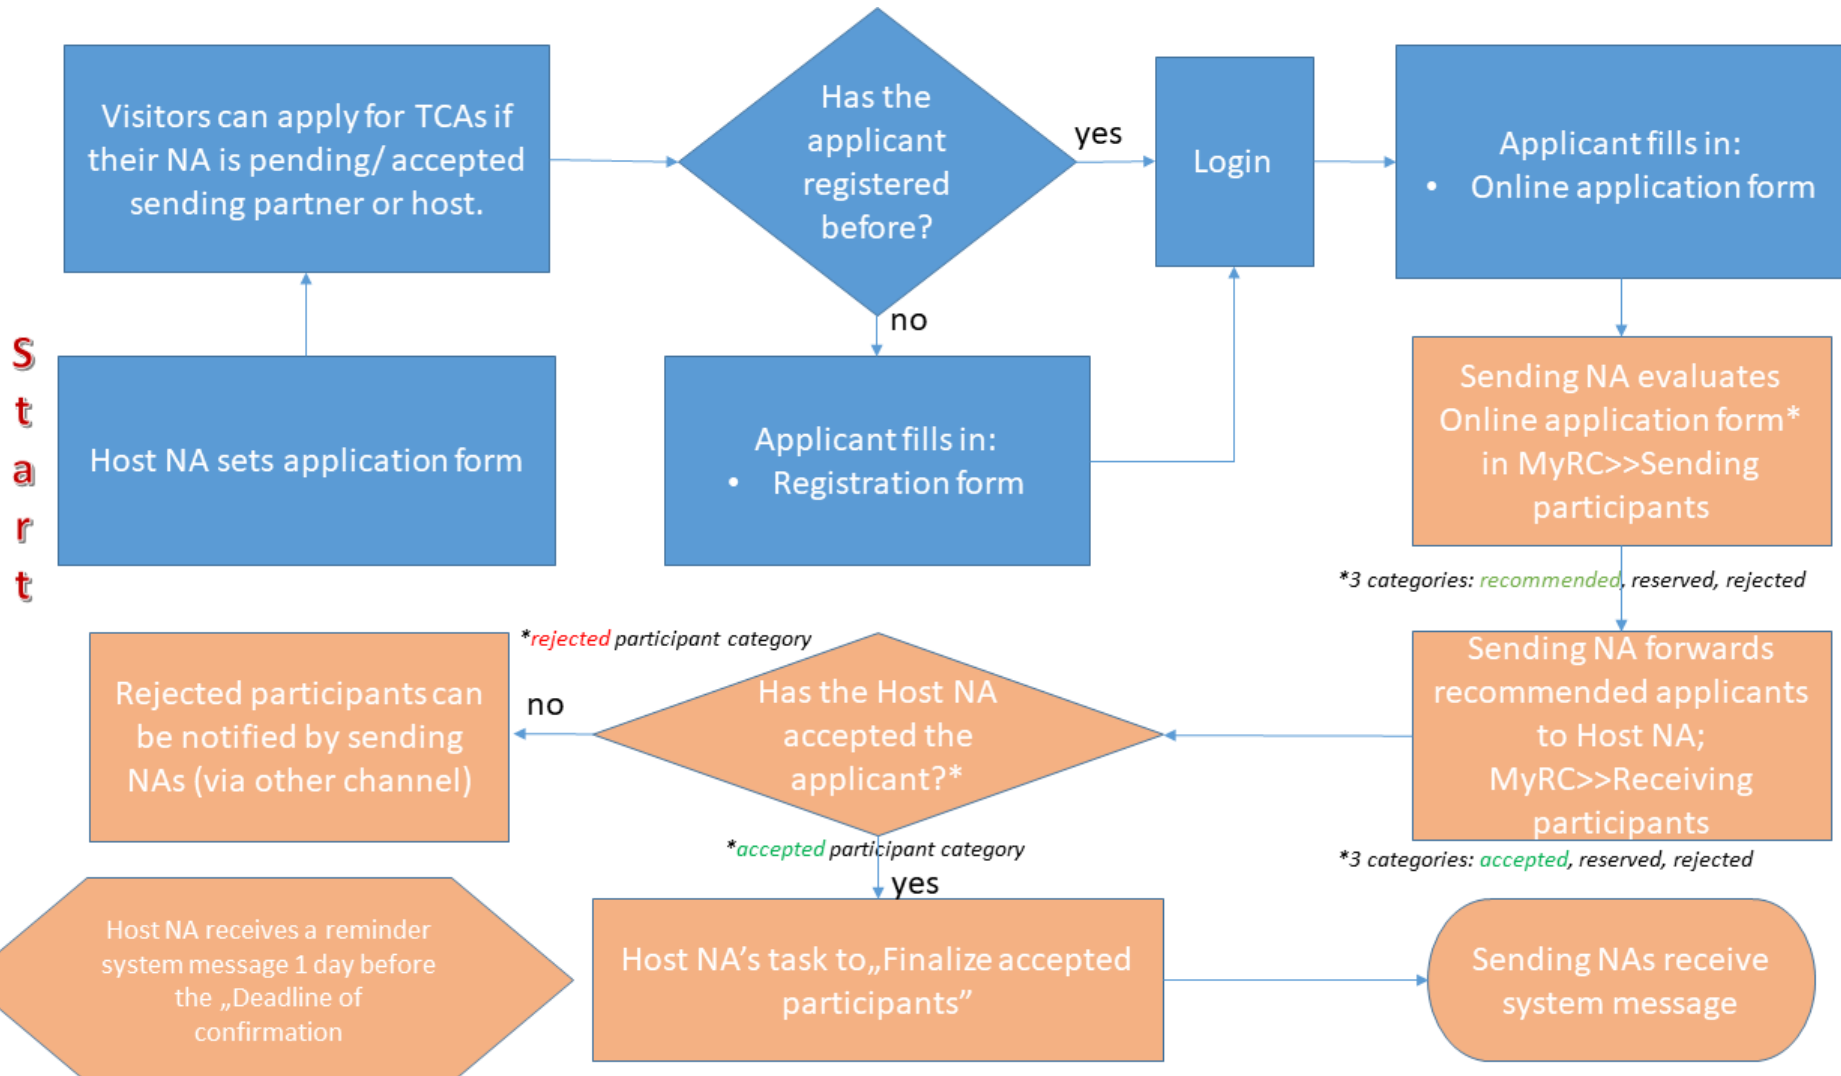 Visitors can apply for TCAs if
their NA is pending/ accepted
sending partner or host.
Has the
applicant
registered
before?
yes
Login
Applicant fills in:
• Online application form
no
Start
Host NA sets application form
Applicant fills in:
• Registration form
Sending NA evaluates
Online application form*
in MyRC>>Sending
participants
*3 categories: recommended, reserved, rejected
Sending NA forwards
recommended applicants
to Host NA;
MyRC>>Receiving
participants
*3 categories: accepted, reserved, rejected
*rejected participant category
Has the Host NA
accepted the
applicant?*
no
Rejected participants can
be notified by sending
NAs (via other channel)
*accepted participant category
yes
Host NA receives a reminder
system message 1 day before
the „Deadline of
confirmation
Host NA’s task to„Finalize accepted
participants”
Sending NAs receive
system message